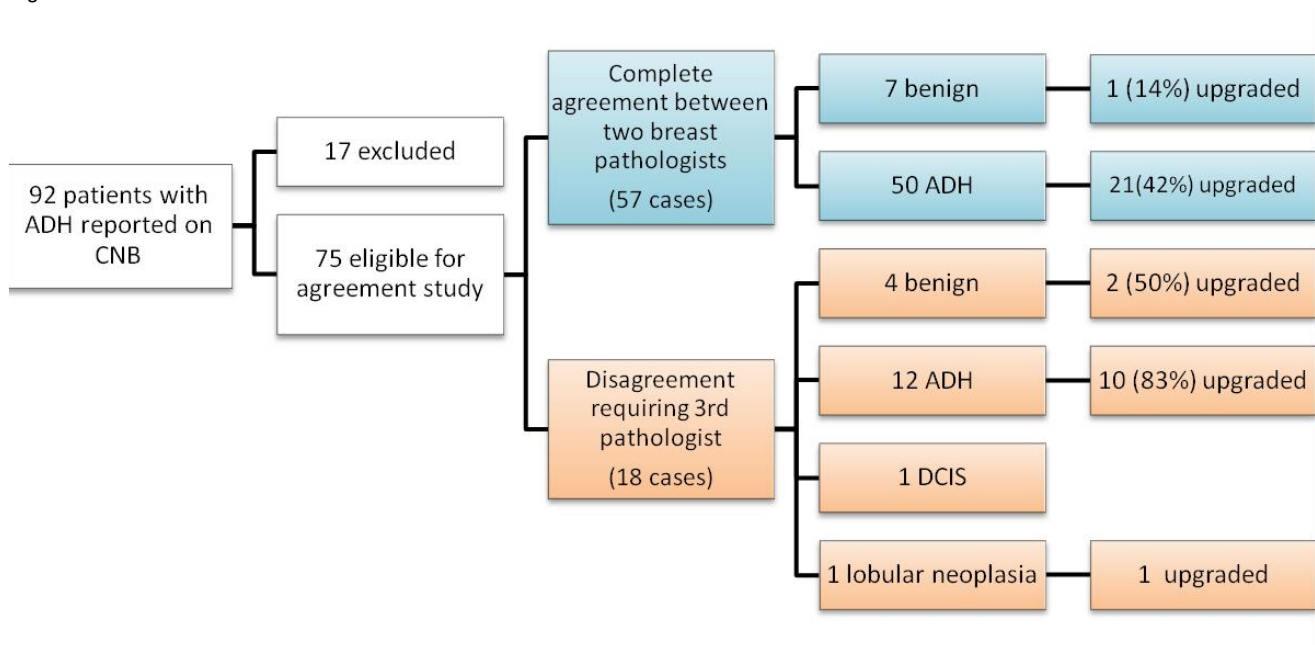 92 patients with
ADH reported on
CNB
17 excluded
75 eligible for
agreement study
Complete
agreement between
two breast
pathologists
(57 cases)
7 benign
1 (14%) upgraded
50 ADH
21(42%) upgraded
Disagreement
requiring 3rd
pathologist
(18 cases)
4 benign
2 (50%) upgraded
12 ADH
10 (83%) upgraded
1 DCIS
1 lobular neoplasia
1 upgraded